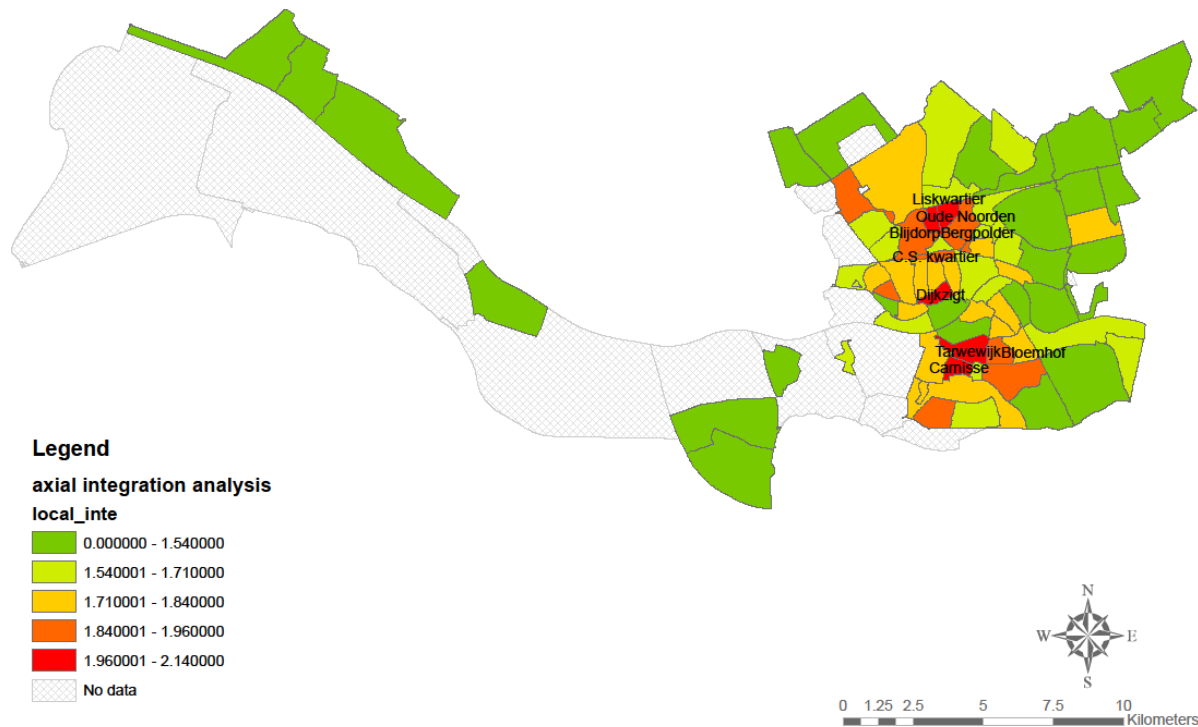 Liskwartier
Oude Noorden
BlijdorpBergpolder
C.S. kwartier
Dijkzigt
TarwewijkBloemhof
Carnisse
Legend
axial integration analysis
local_inte
0.000000 - 1.540000
1.540001 - 1.710000
1.710001 - 1.840000
1.840001 - 1.960000
1.960001 - 2.140000
No data
N
W E
S
0 1.25 2.5 5 7.5 10
Kilometers